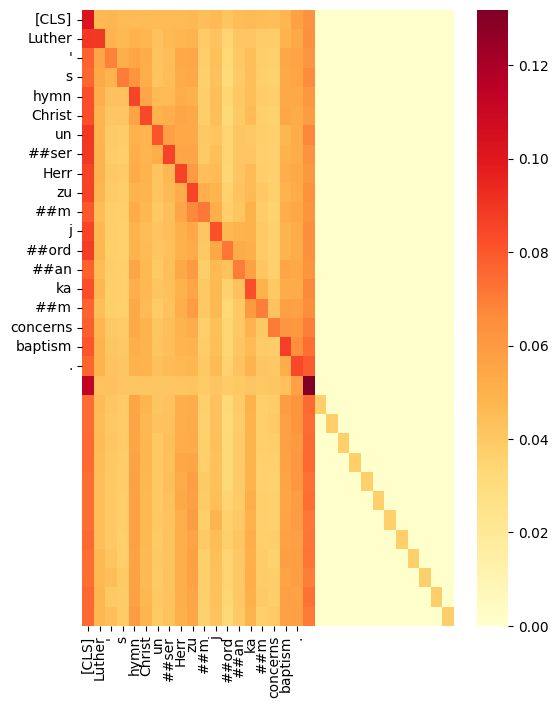 [CLS]
Luther
'
s
hymn
Christ
un
##ser
Herr
zu
##m
j
##ord
##an
ka
##m
concerns
baptism
.
0.12
0.10
0.08
0.06
0.04
0.02
0.00
[CLS]
Luther
'
s
hymn
Christ
un
##ser
Herr
zu
##m
j
##ord
##an
ka
##m
concerns
baptism
.